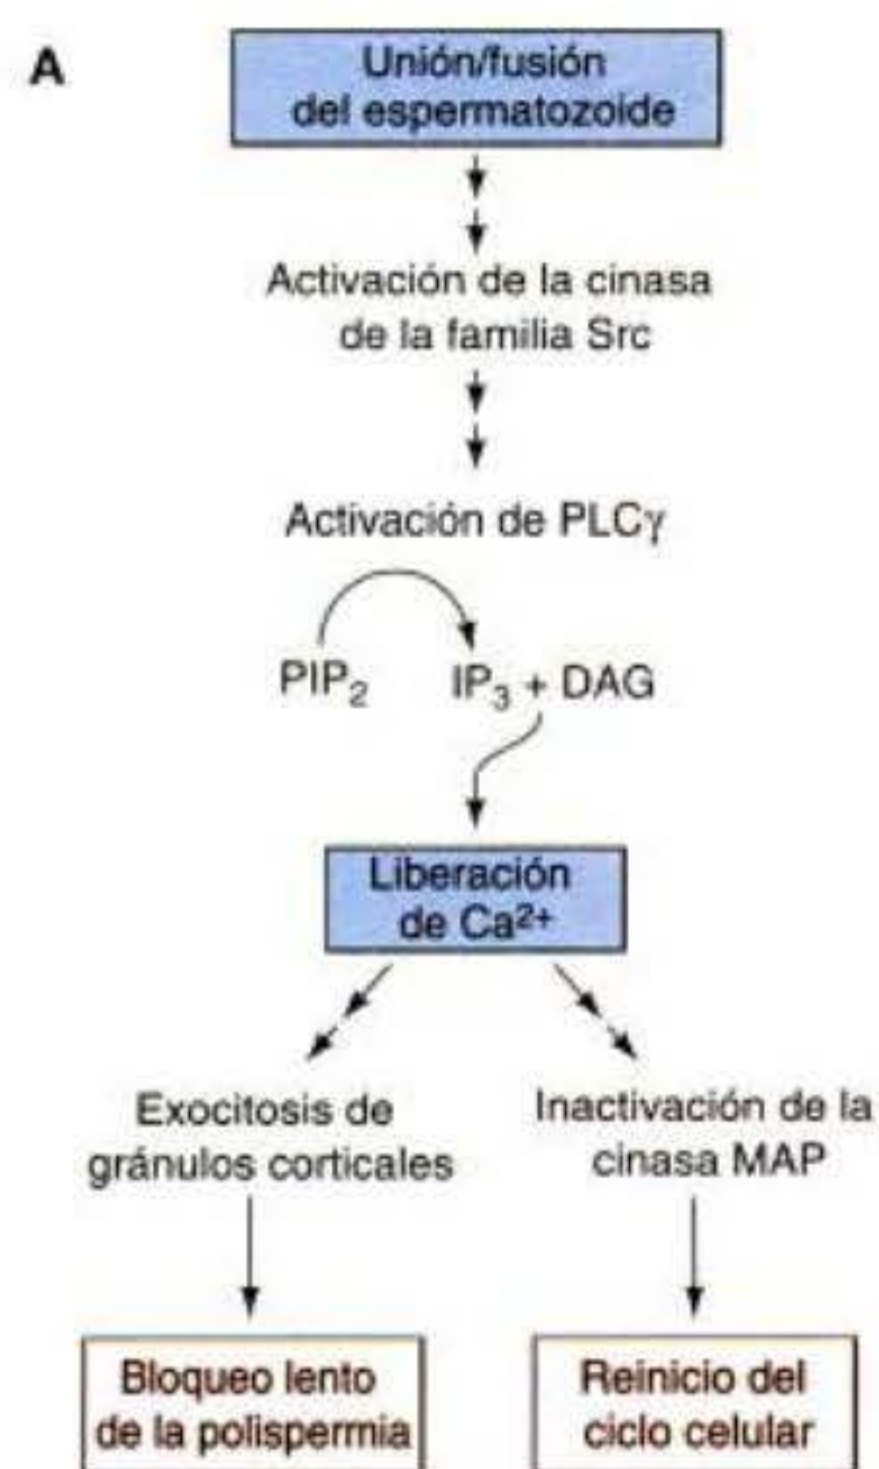 A
Unión/fusión
del espermatozoide
Activación de la cinasa
de la familia Src
Activación de PLCγ
PIP₂ IP₃ + DAG
Liberación
de Ca²⁺
Exocitosis de
gránulos corticales
Inactivación de la
cinasa MAP
Bloqueo lento
de la polispermia
Reinicio del
ciclo celular